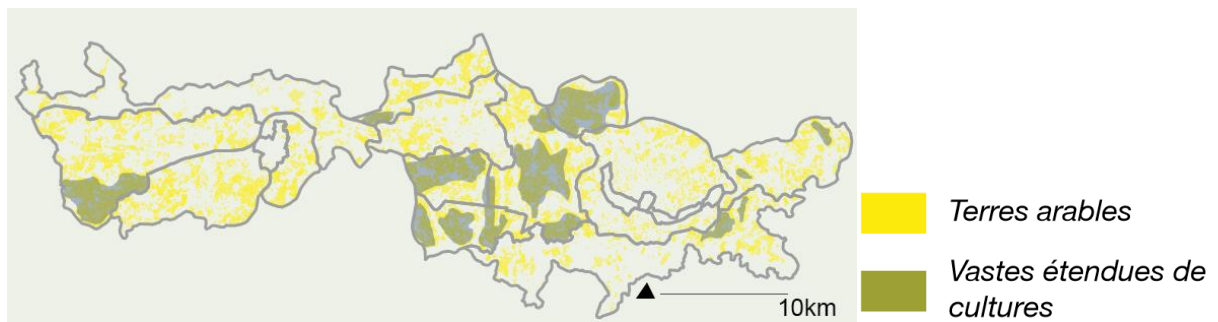 Terres arables
Vastes étendues de
cultures
10km